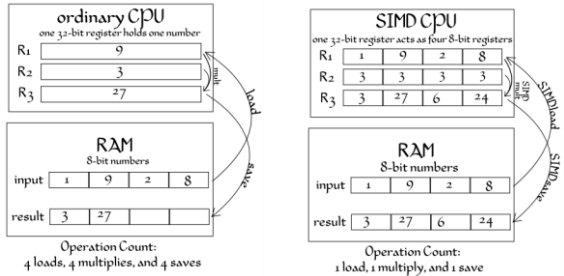 ordinary CPU
one 32-bit register holds one number
R1 9
R2 3
R3 27
mult
load
save
RAM
8-bit numbers
input 1 9 2 8
result 3 27
Operation Count:
4 loads, 4 multiplies, and 4 saves
SIMD CPU
one 32-bit register acts as four 8-bit registers
R1 1 9 2 8
R2 3 3 3 3
R3 3 27 6 24
SIMD
mult
SIMDload
SIMDsave
RAM
8-bit numbers
input 1 9 2 8
result 3 27 6 24
Operation Count:
1 load, 1 multiply, and 1 save